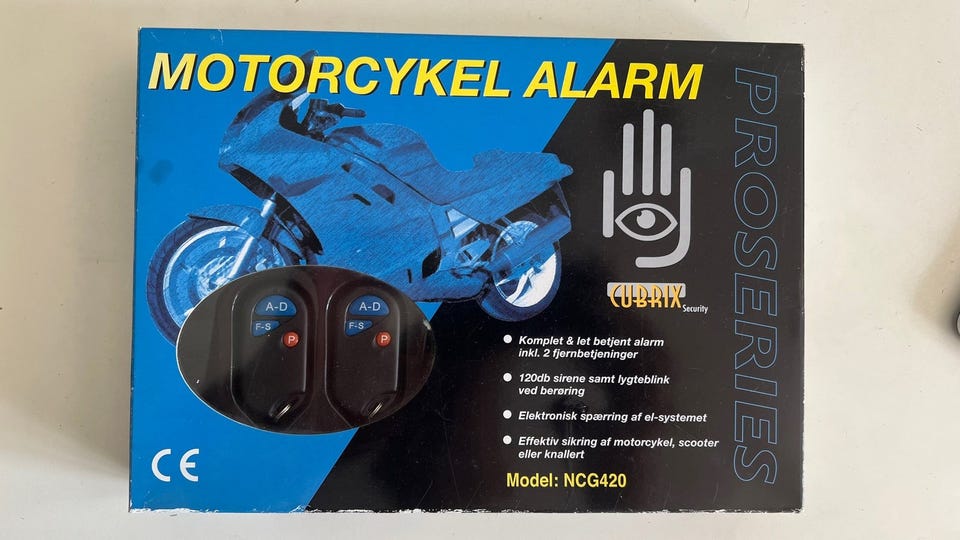 MOTORCYKEL ALARM
PROSERIES
CUBRIX
Security
A-D
F-S
P
A-D
F-S
P
Komplet & let betjent alarm
inkl. 2 fjernbetjeninger
120db sirene samt lygteblink
ved berøring
Elektronisk spærring af el-systemet
Effektiv sikring af motorcykel, scooter
eller knallert
Model: NCG420
CE